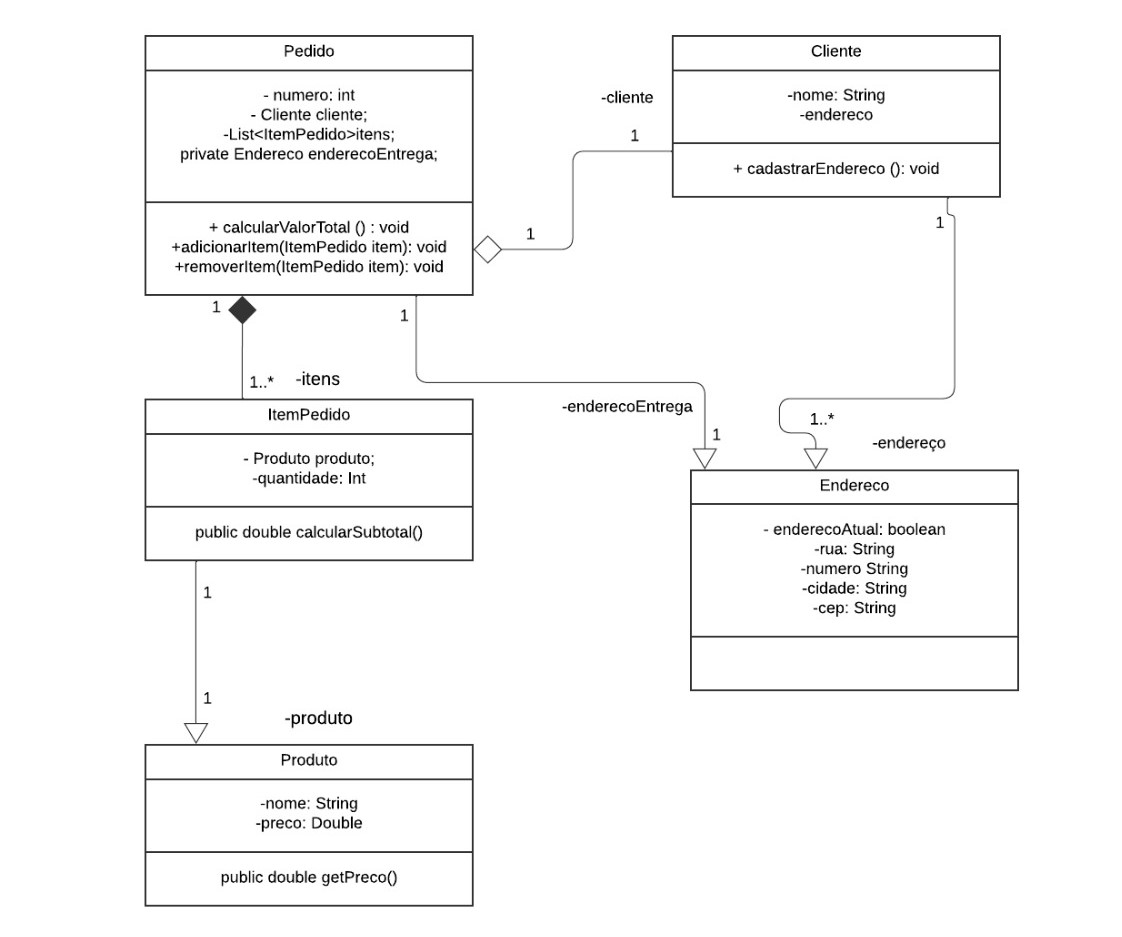 Pedido
- numero: int
- Cliente cliente;
-List<ItemPedido>itens;
private Endereco enderecoEntrega;
+ calcularValorTotal () : void
+adicionarItem(ItemPedido item): void
+removerItem(ItemPedido item): void
Cliente
-nome: String
-endereco
+ cadastrarEndereco (): void
-cliente
1
1
1
1
1
1..*
-itens
-enderecoEntrega
1
1..*
-endereço
ItemPedido
- Produto produto;
-quantidade: Int
public double calcularSubtotal()
Endereco
- enderecoAtual: boolean
-rua: String
-numero String
-cidade: String
-cep: String
1
1
-produto
Produto
-nome: String
-preco: Double
public double getPreco()